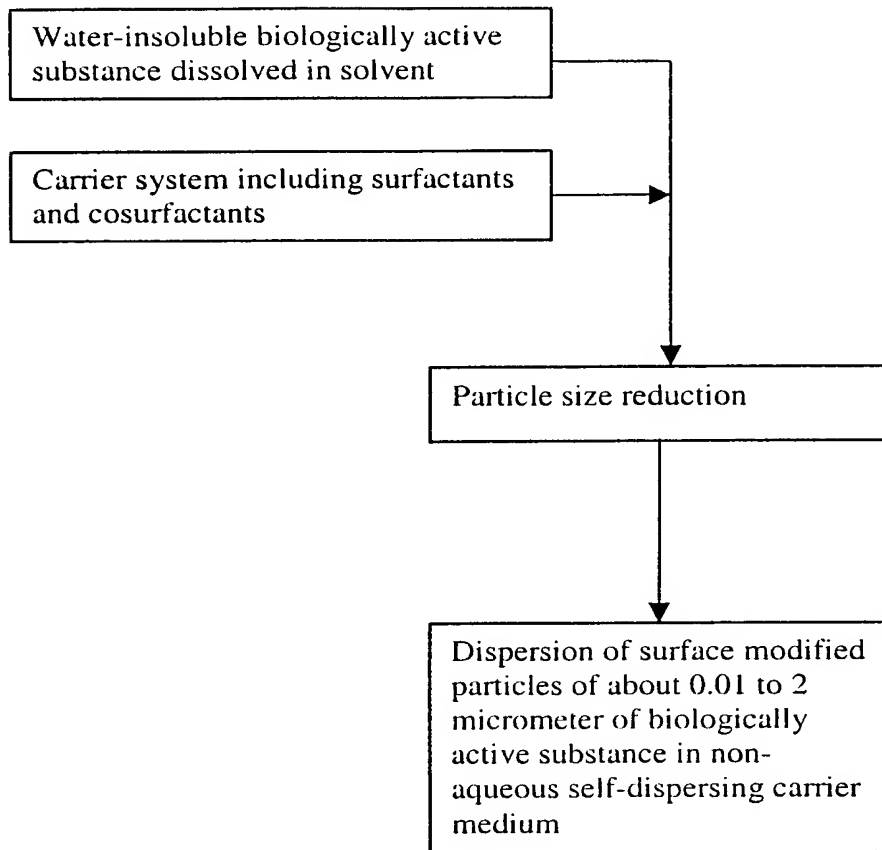 Water-insoluble biologically active
substance dissolved in solvent
Carrier system including surfactants
and cosurfactants
Particle size reduction
Dispersion of surface modified
particles of about 0.01 to 2
micrometer of biologically
active substance in non-
aqueous self-dispersing carrier
medium